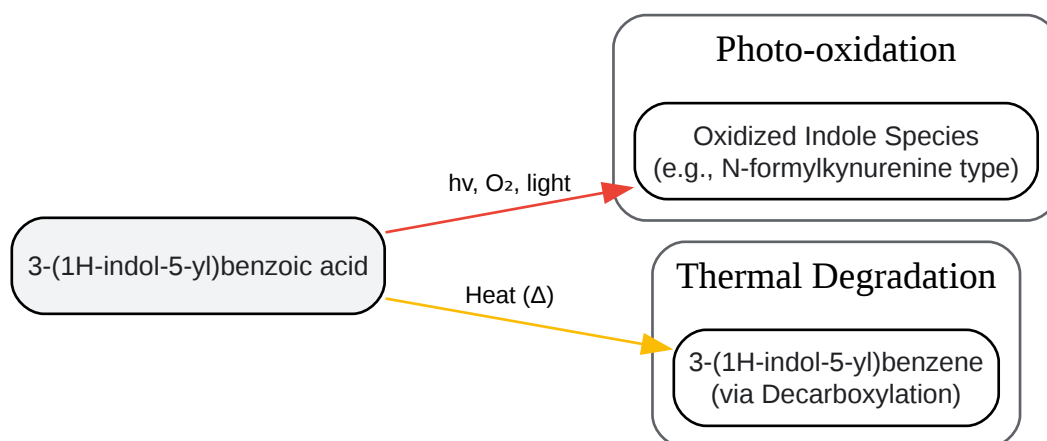 Photo-oxidation
Oxidized Indole Species
(e.g., N-formylkynurenine type)
hv, O₂, light
3-(1H-indol-5-yl)benzoic acid
Heat (Δ)
Thermal Degradation
3-(1H-indol-5-yl)benzene
(via Decarboxylation)